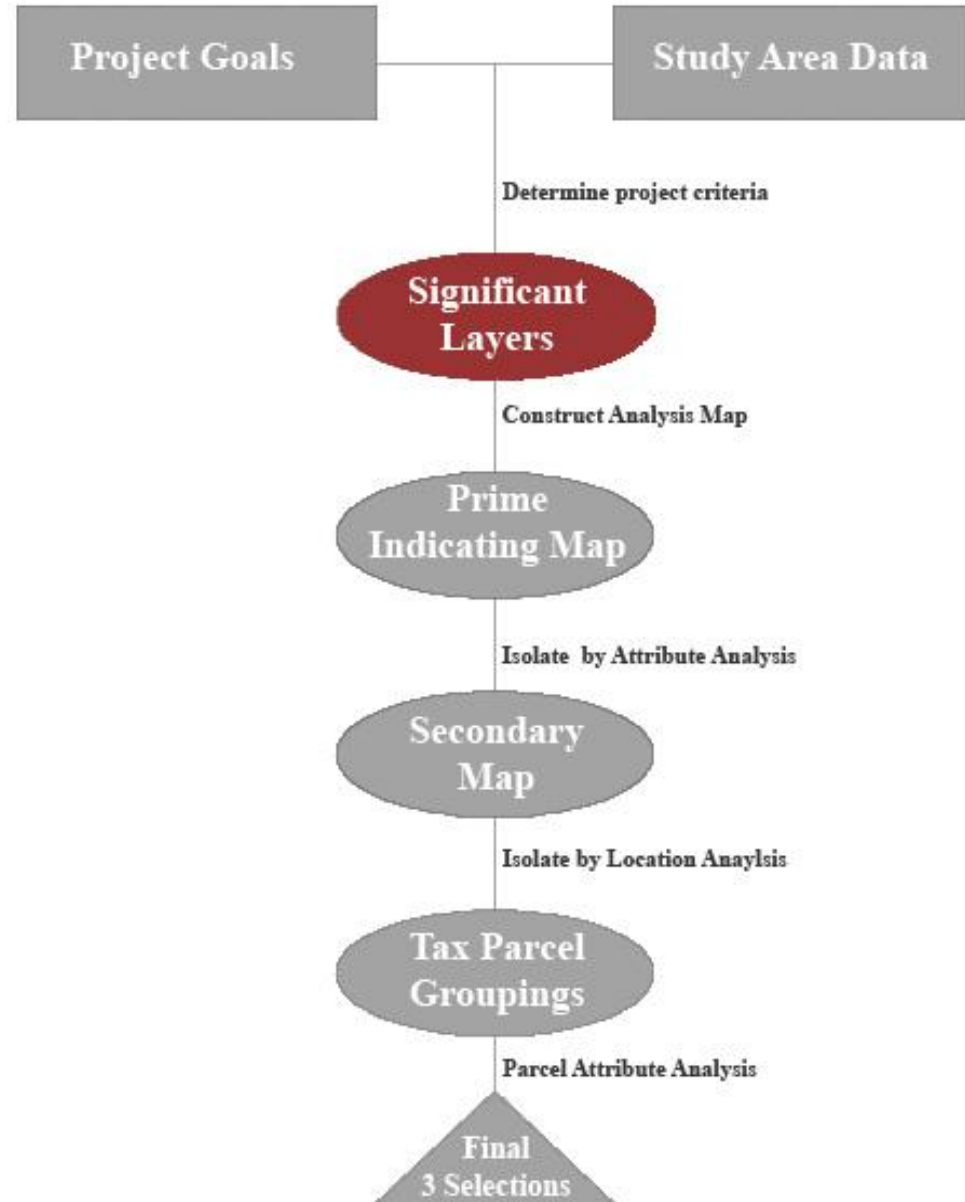 Project Goals
Study Area Data
Determine project criteria
Significant
Layers
Construct Analysis Map
Prime
Indicating Map
Isolate by Attribute Analysis
Secondary
Map
Isolate by Location Anaylsis
Tax Parcel
Groupings
Parcel Attribute Analysis
Final
3 Selections